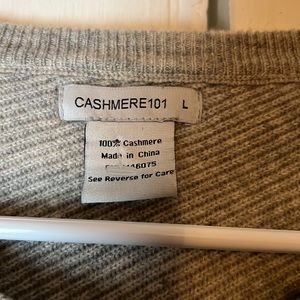 CASHMERE101 L
100% Cashmere
Made in China
See Reverse for Care